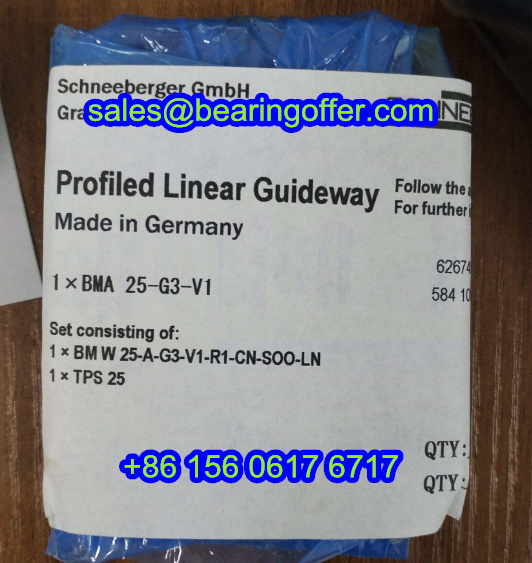 Schneeberger GmbH
sales@bearingoffer.com
Profiled Linear Guideway
Follow the
Made in Germany
For further
1×BMA 25-G3-V1
584 10
Set consisting of:
1 × BM W 25-A-G3-V1-R1-CN-SOO-LN
1 × TPS 25
QTY:
+86 156 0617 6717
QTY: